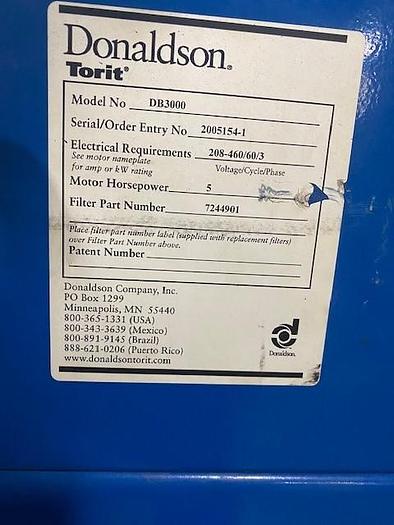 Donaldson®
Torit®
Model No DB3000
Serial/Order Entry No 2005154-1
Electrical Requirements 208-460/60/3
See motor nameplate Voltage/Cycle/Phase
for amp or kW rating
Motor Horsepower 5
Filter Part Number 7244901
Place filter part number label (supplied with replacement filters)
over Filter Part Number above.
Patent Number
Donaldson Company, Inc.
PO Box 1299
Minneapolis, MN 55440
800-365-1331 (USA)
800-343-3639 (Mexico)
800-891-9145 (Brazil)
888-621-0206 (Puerto Rico)
www.donaldsontorit.com
Donaldson.